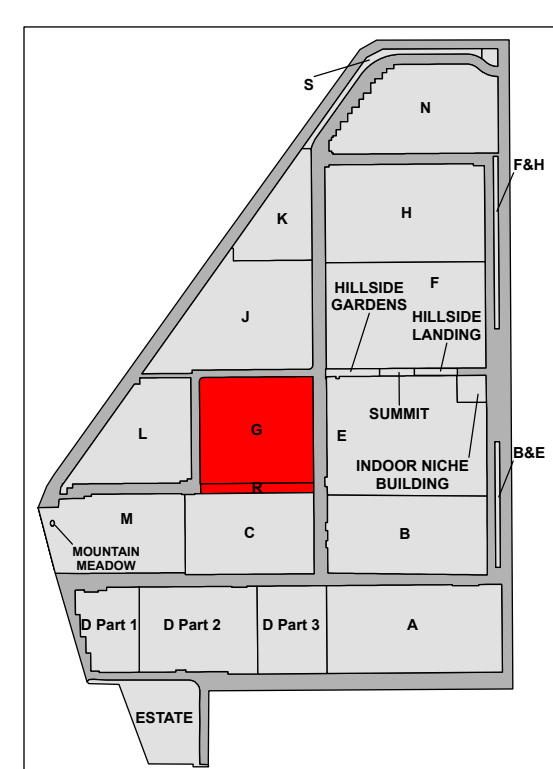 S
N
F&H
K
H
F
HILLSIDE
GARDENS
HILLSIDE
LANDING
J
SUMMIT
G
L
E
B&E
INDOOR NICHE
BUILDING
R
M
C
B
MOUNTAIN
MEADOW
D Part 1
D Part 2
D Part 3
A
ESTATE